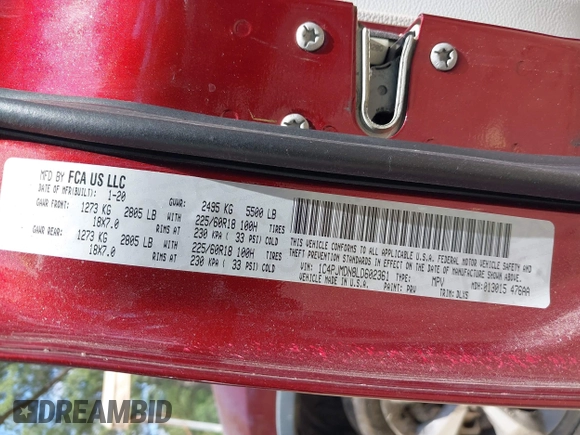 MFD BY FCA US LLC
DATE OF MFR(BUILT): 1-20 GVWR: 2495 KG 5500 LB
GAWR FRONT: 1273 KG 2805 LB WITH 225/60R18 100H TIRES
18X7.0 RIMS AT 230 KPA ( 33 PSI) COLD
GAWR REAR: 1273 KG 2805 LB WITH 225/60R18 100H TIRES
18X7.0 RIMS AT 230 KPA ( 33 PSI) COLD
THIS VEHICLE CONFORMS TO ALL APPLICABLE U.S.A. FEDERAL MOTOR VEHICLE SAFETY AND
THEFT PREVENTION STANDARDS IN EFFECT ON THE DATE OF MANUFACTURE SHOWN ABOVE.
VIN: 1C4PJMDN8LD602361 TYPE: MPV MDH: 013015 476AA
VEHICLE MADE IN U.S.A. PAINT: PRV TRIM: DLX9
DREAMBID